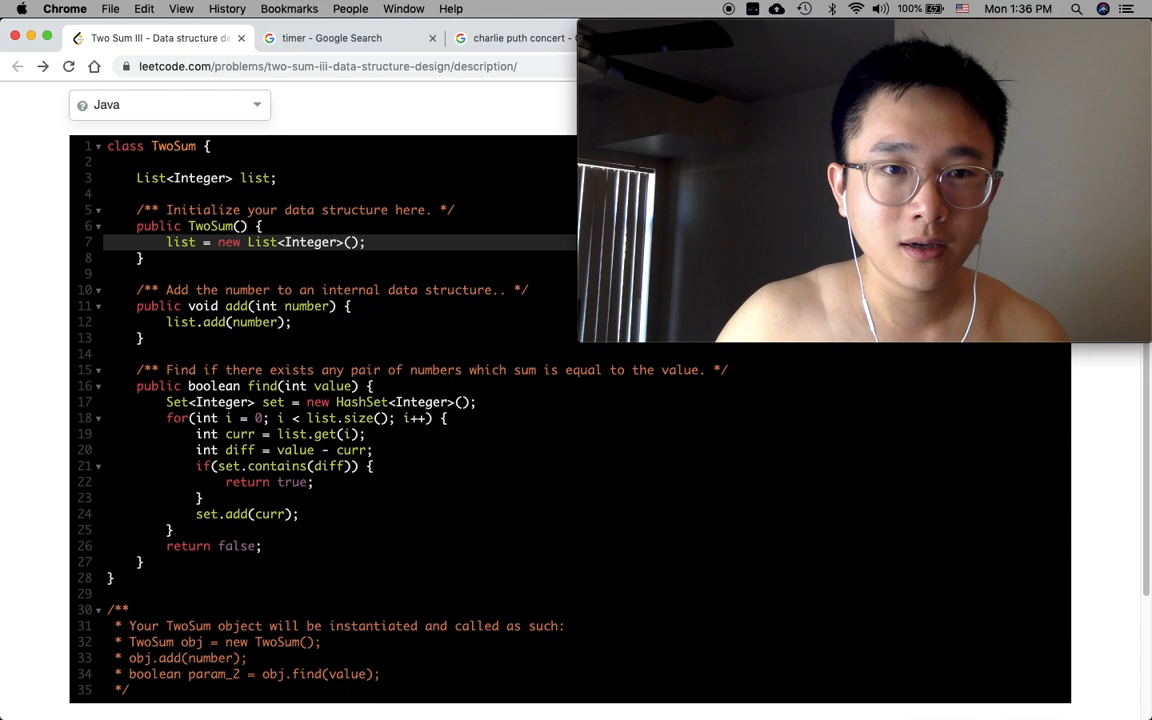 Chrome File Edit View History Bookmarks People Window Help 100% Mon 1:36 PM
Two Sum III - Data structure de timer - Google Search charlie puth concert - G
leetcode.com/problems/two-sum-iii-data-structure-design/description/
Java
1 class TwoSum {
2
3 List<Integer> list;
4
5 /** Initialize your data structure here. */
6 public TwoSum() {
7 list = new List<Integer>();
8 }
9
10 /** Add the number to an internal data structure.. */
11 public void add(int number) {
12 list.add(number);
13 }
14
15 /** Find if there exists any pair of numbers which sum is equal to the value. */
16 public boolean find(int value) {
17 Set<Integer> set = new HashSet<Integer>();
18 for(int i = 0; i < list.size(); i++) {
19 int curr = list.get(i);
20 int diff = value - curr;
21 if(set.contains(diff)) {
22 return true;
23 }
24 set.add(curr);
25 }
26 return false;
27 }
28 }
29
30 /**
31 * Your TwoSum object will be instantiated and called as such:
32 * TwoSum obj = new TwoSum();
33 * obj.add(number);
34 * boolean param_2 = obj.find(value);
35 */